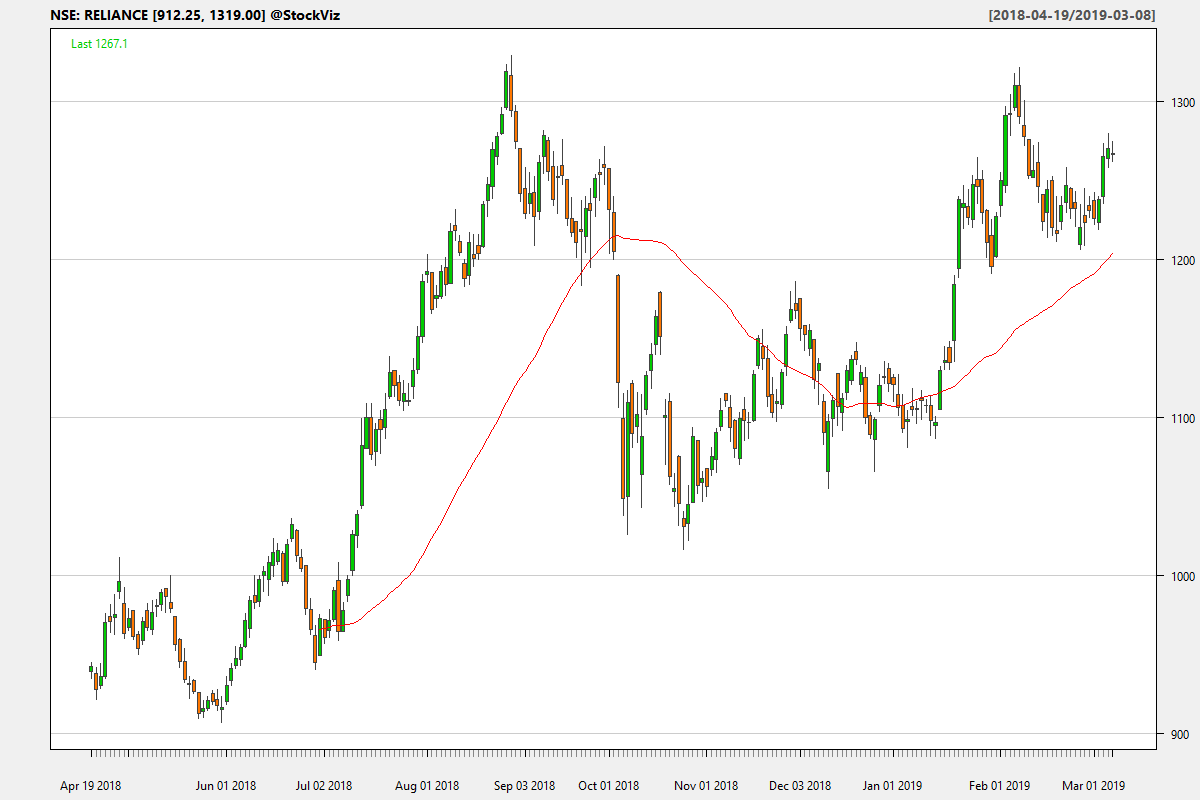 NSE: RELIANCE [912.25, 1319.00] @StockViz [2018-04-19/2019-03-08]
Last 1267.1
1300
1200
1100
1000
900
Apr 19 2018 Jun 01 2018 Jul 02 2018 Aug 01 2018 Sep 03 2018 Oct 01 2018 Nov 01 2018 Dec 03 2018 Jan 01 2019 Feb 01 2019 Mar 01 2019